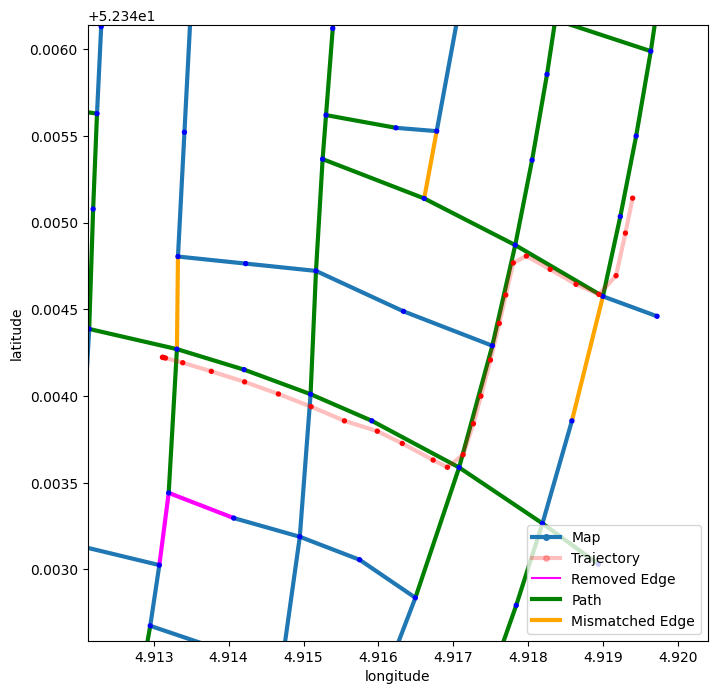 +5.234e1
0.0060
0.0055
0.0050
0.0045
0.0040
0.0035
0.0030
latitude
4.913 4.914 4.915 4.916 4.917 4.918 4.919 4.920
longitude
Map
Trajectory
Removed Edge
Path
Mismatched Edge